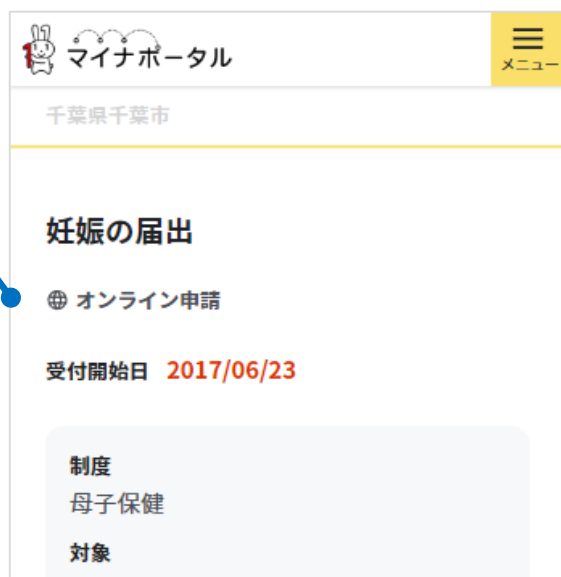 マイナポータル
メニュー
千葉県千葉市
妊娠の届出
オンライン申請
受付開始日 2017/06/23
制度
母子保健
対象